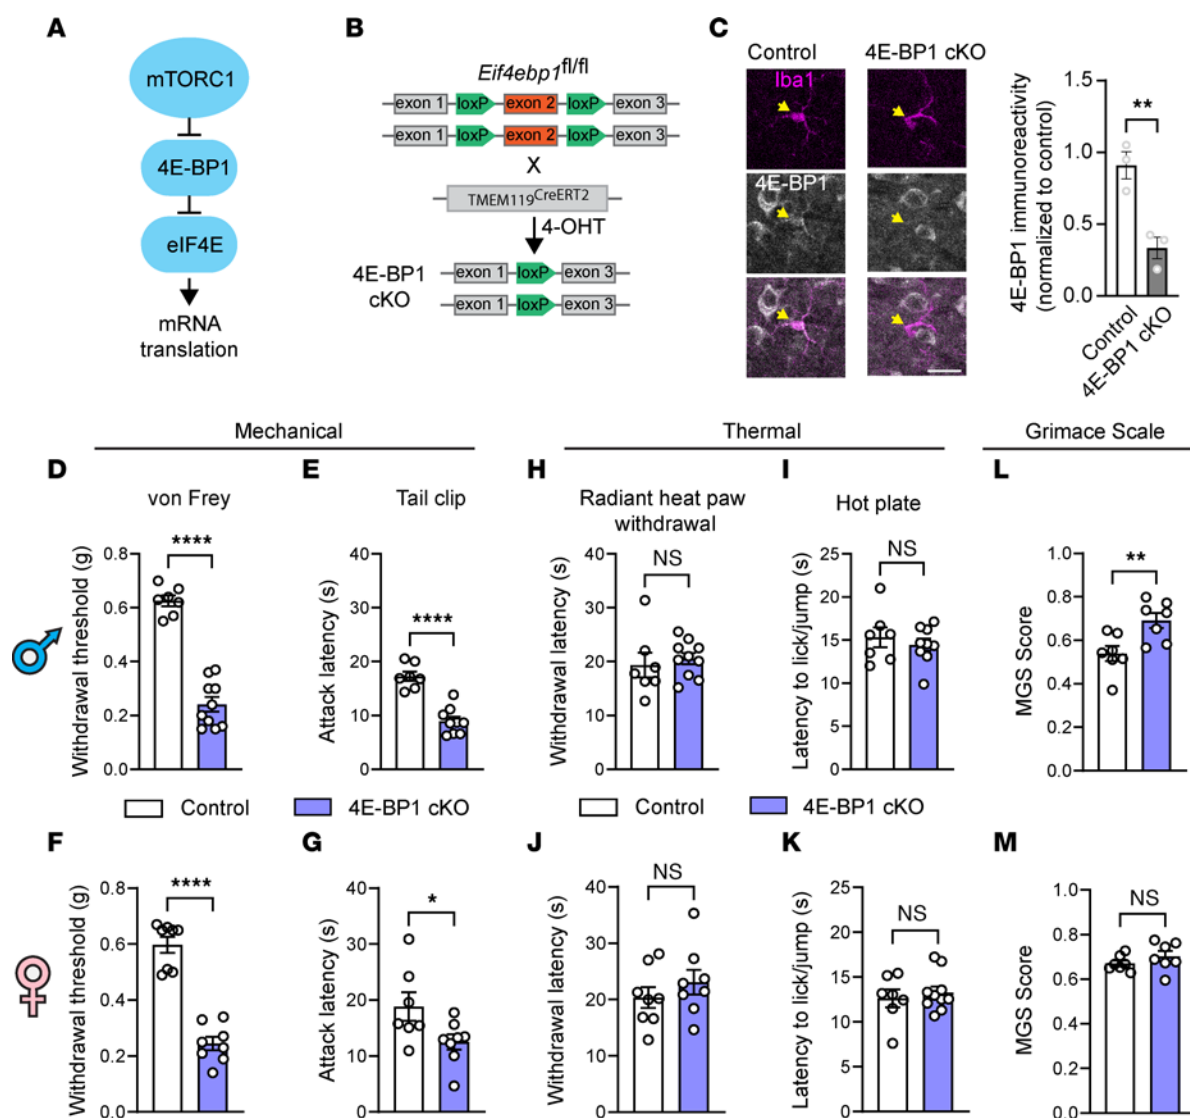 A
mTORC1
4E-BP1
eIF4E
mRNA
translation
B
Eif4ebp1fl/fl
exon 1 loxP exon 2 loxP exon 3
exon 1 loxP exon 2 loxP exon 3
X
TMEM119CreERT2
4-OHT
4E-BP1
cKO
exon 1 loxP exon 3
exon 1 loxP exon 3
C
Control 4E-BP1 cKO
Iba1
4E-BP1
4E-BP1 immunoreactivity
(normalized to control)
1.5
1.0
0.5
0.0
**
Control
4E-BP1 cKO
Mechanical
Thermal
Grimace Scale
D
von Frey
Withdrawal threshold (g)
0.8
0.6
0.4
0.2
0.0
****
E
Tail clip
Attack latency (s)
40
30
20
10
0
****
H
Radiant heat paw
withdrawal
Withdrawal latency (s)
40
30
20
10
0
NS
I
Hot plate
Latency to lick/jump (s)
25
20
15
10
5
0
NS
L
MGS Score
1.0
0.8
0.6
0.4
0.2
0.0
**
Control 4E-BP1 cKO
Control 4E-BP1 cKO
F
Withdrawal threshold (g)
0.8
0.6
0.4
0.2
0.0
****
G
Attack latency (s)
40
30
20
10
0
*
J
Withdrawal latency (s)
40
30
20
10
0
NS
K
Latency to lick/jump (s)
25
20
15
10
5
0
NS
M
MGS Score
1.0
0.8
0.6
0.4
0.2
0.0
NS